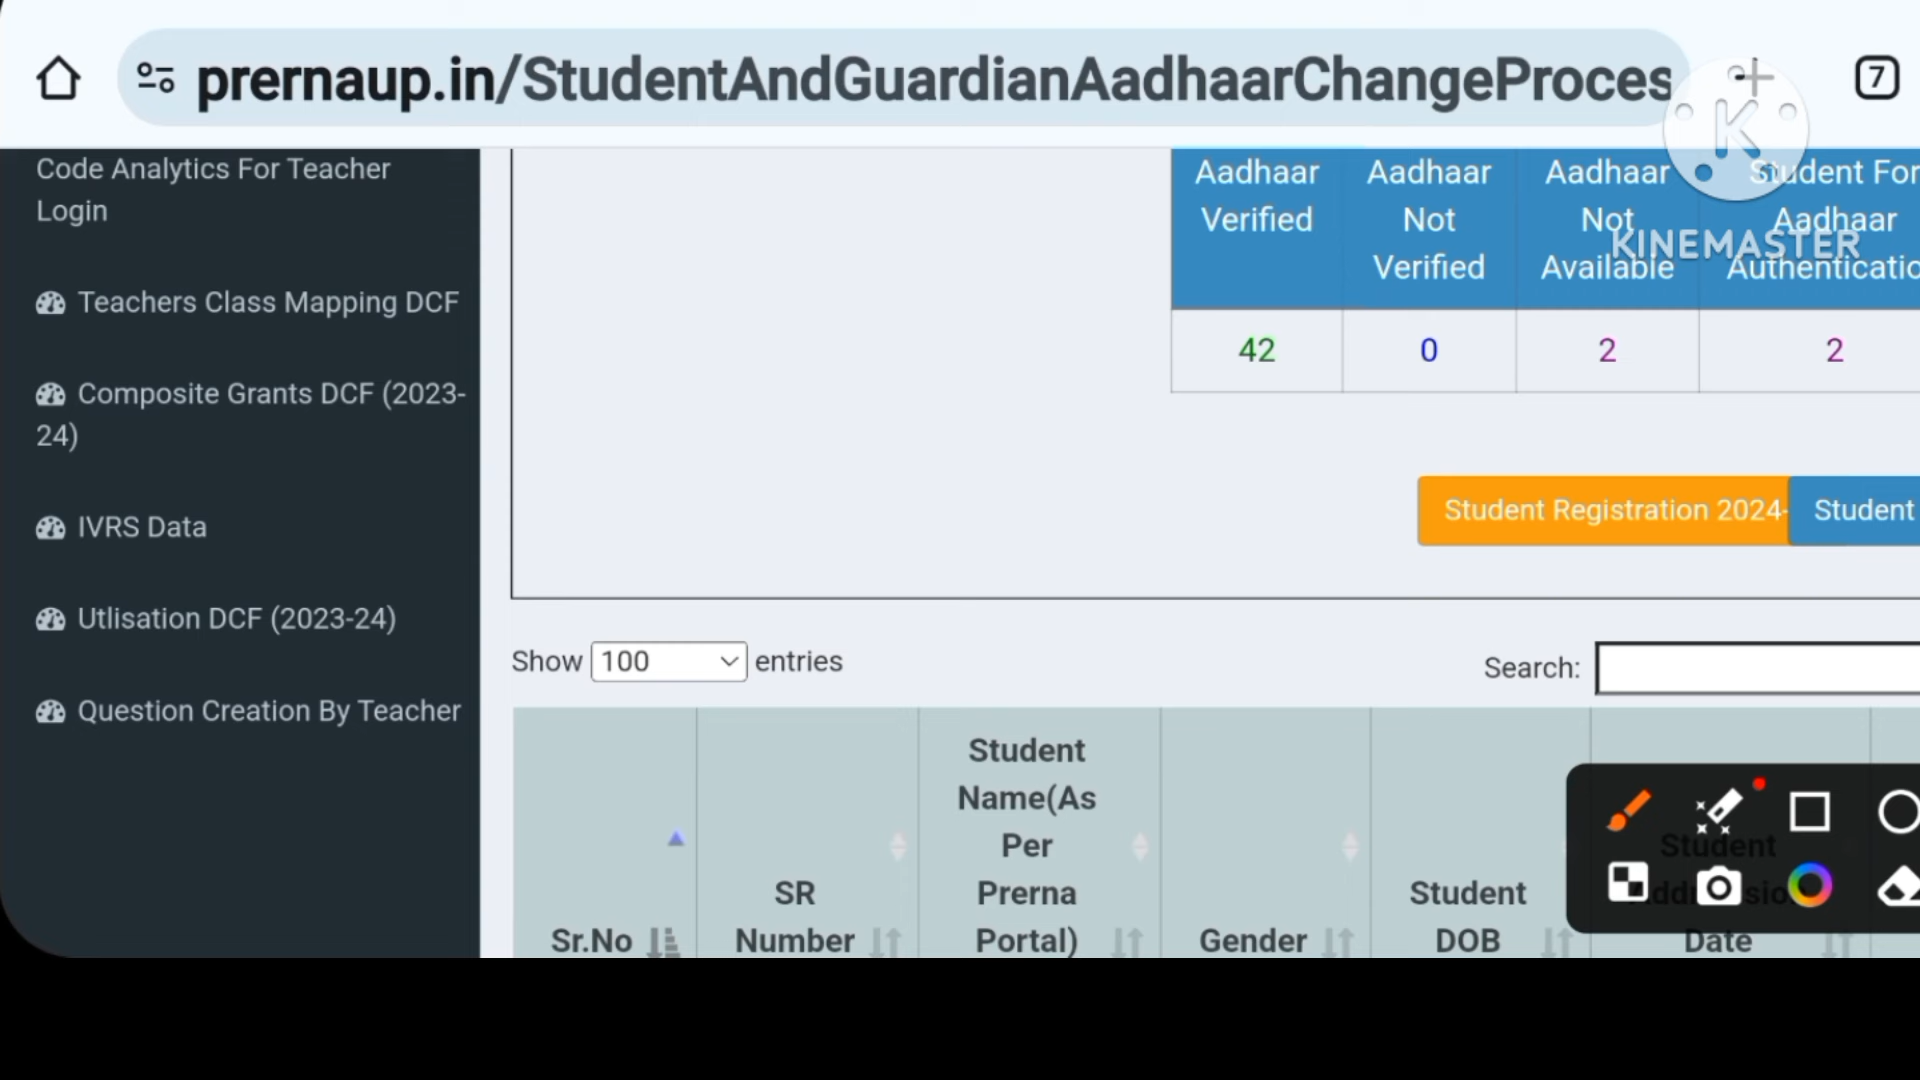 prernaup.in/StudentAndGuardianAadhaarChangeProces
7
K
KINEMASTER
Code Analytics For Teacher
Login
Teachers Class Mapping DCF
Composite Grants DCF (2023-
24)
IVRS Data
Utlisation DCF (2023-24)
Question Creation By Teacher
Aadhaar
Verified
Aadhaar
Not
Verified
Aadhaar
Not
Available
Student For
Aadhaar
Authenticatio
42
0
2
2
Student Registration 2024-
Student
Show 100 entries
Search:
Sr.No
SR
Number
Student
Name(As
Per
Prerna
Portal)
Gender
Student
DOB
Student
Date